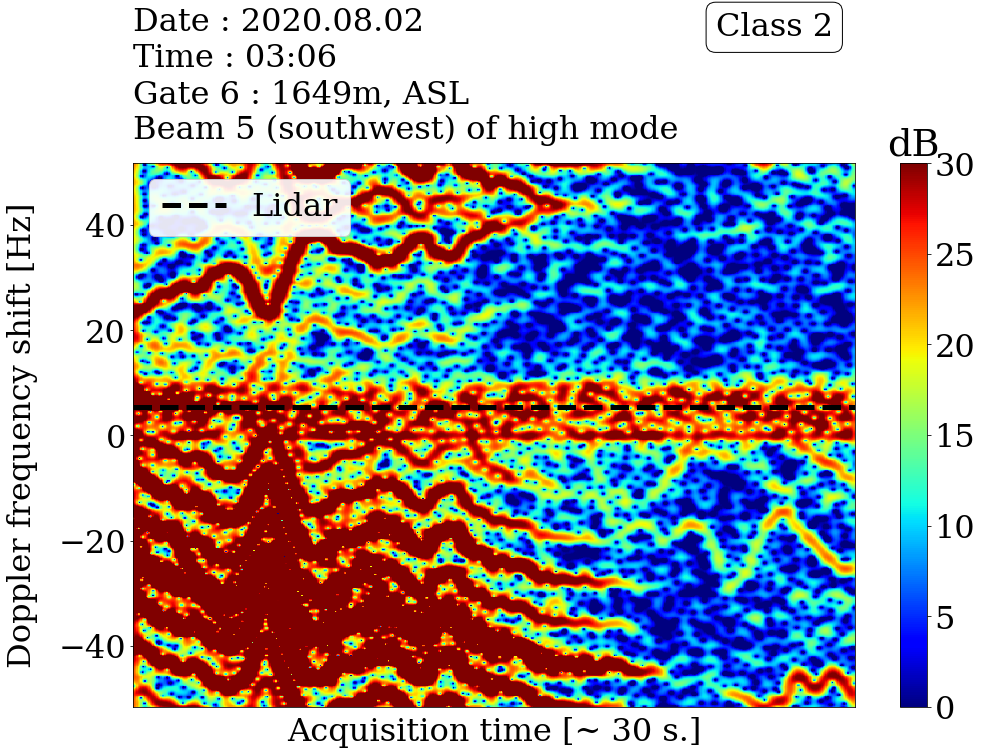 Date : 2020.08.02
Time : 03:06
Gate 6 : 1649m, ASL
Beam 5 (southwest) of high mode
Class 2
dB
Lidar
Doppler frequency shift [Hz]
40
20
0
−20
−40
Acquisition time [~ 30 s.]
30
25
20
15
10
5
0